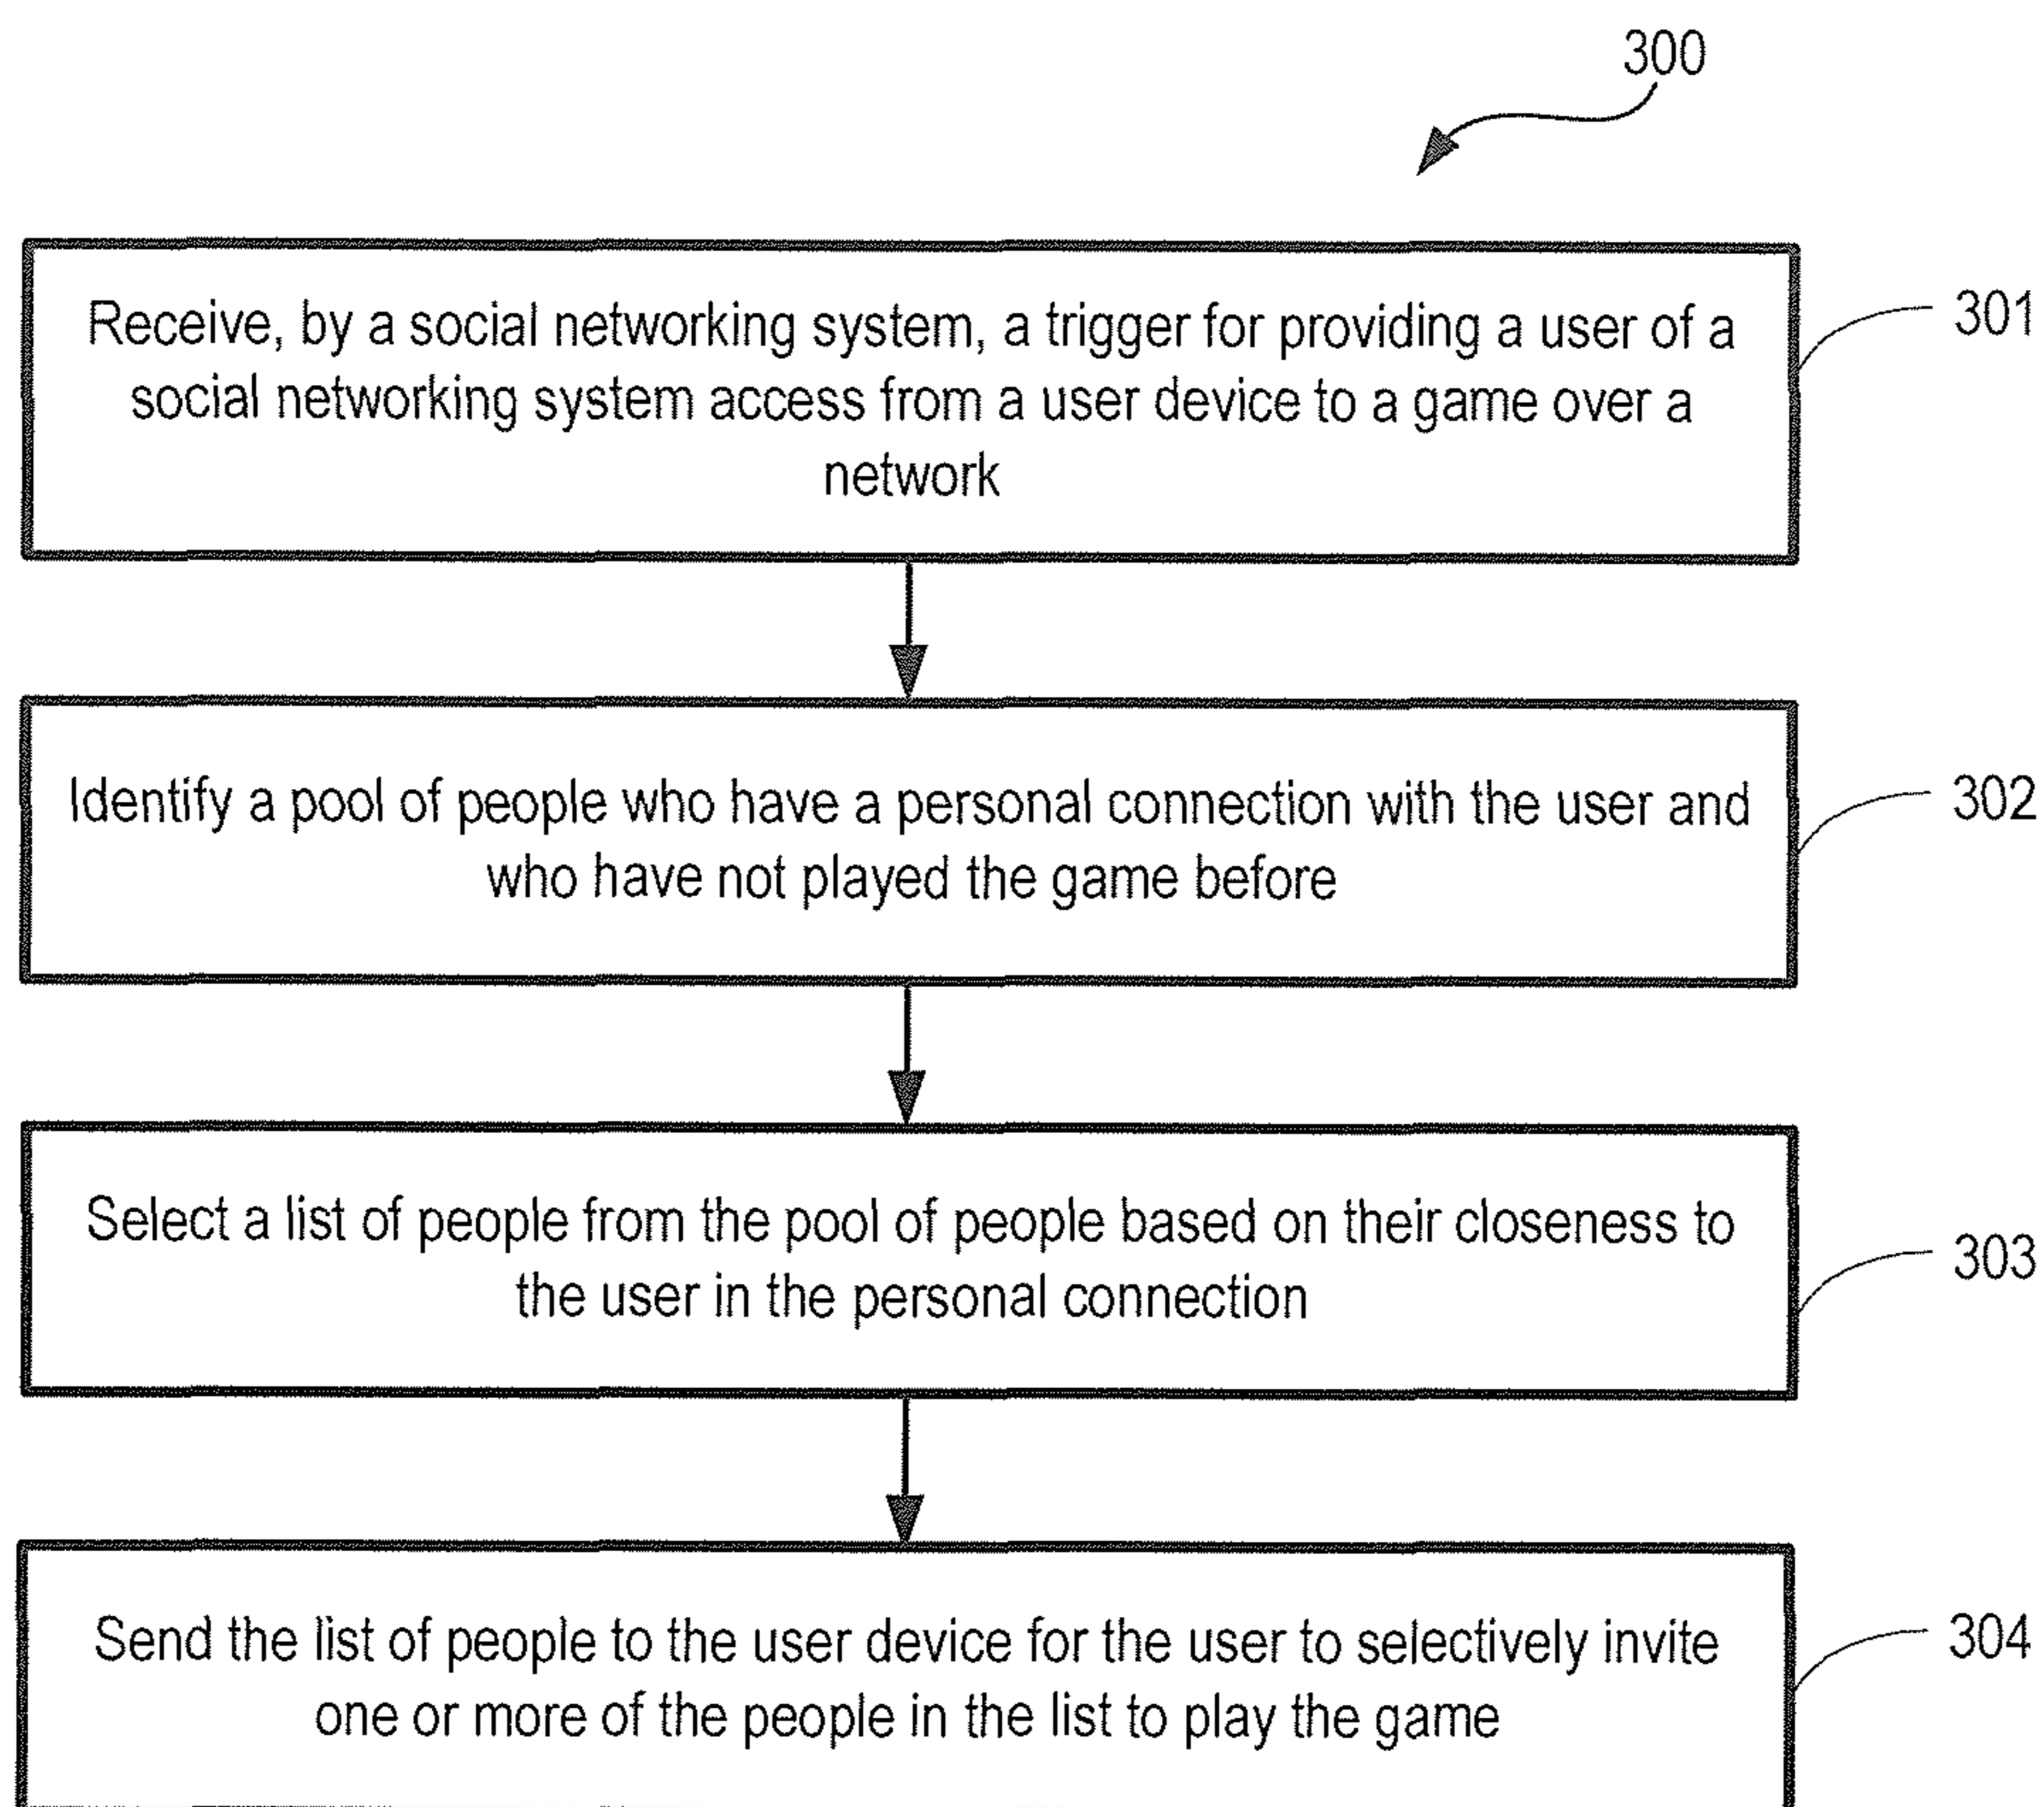 300
Receive, by a social networking system, a trigger for providing a user of a
social networking system access from a user device to a game over a
network
301
Identify a pool of people who have a personal connection with the user and
who have not played the game before
302
Select a list of people from the pool of people based on their closeness to
the user in the personal connection
303
Send the list of people to the user device for the user to selectively invite
one or more of the people in the list to play the game
304